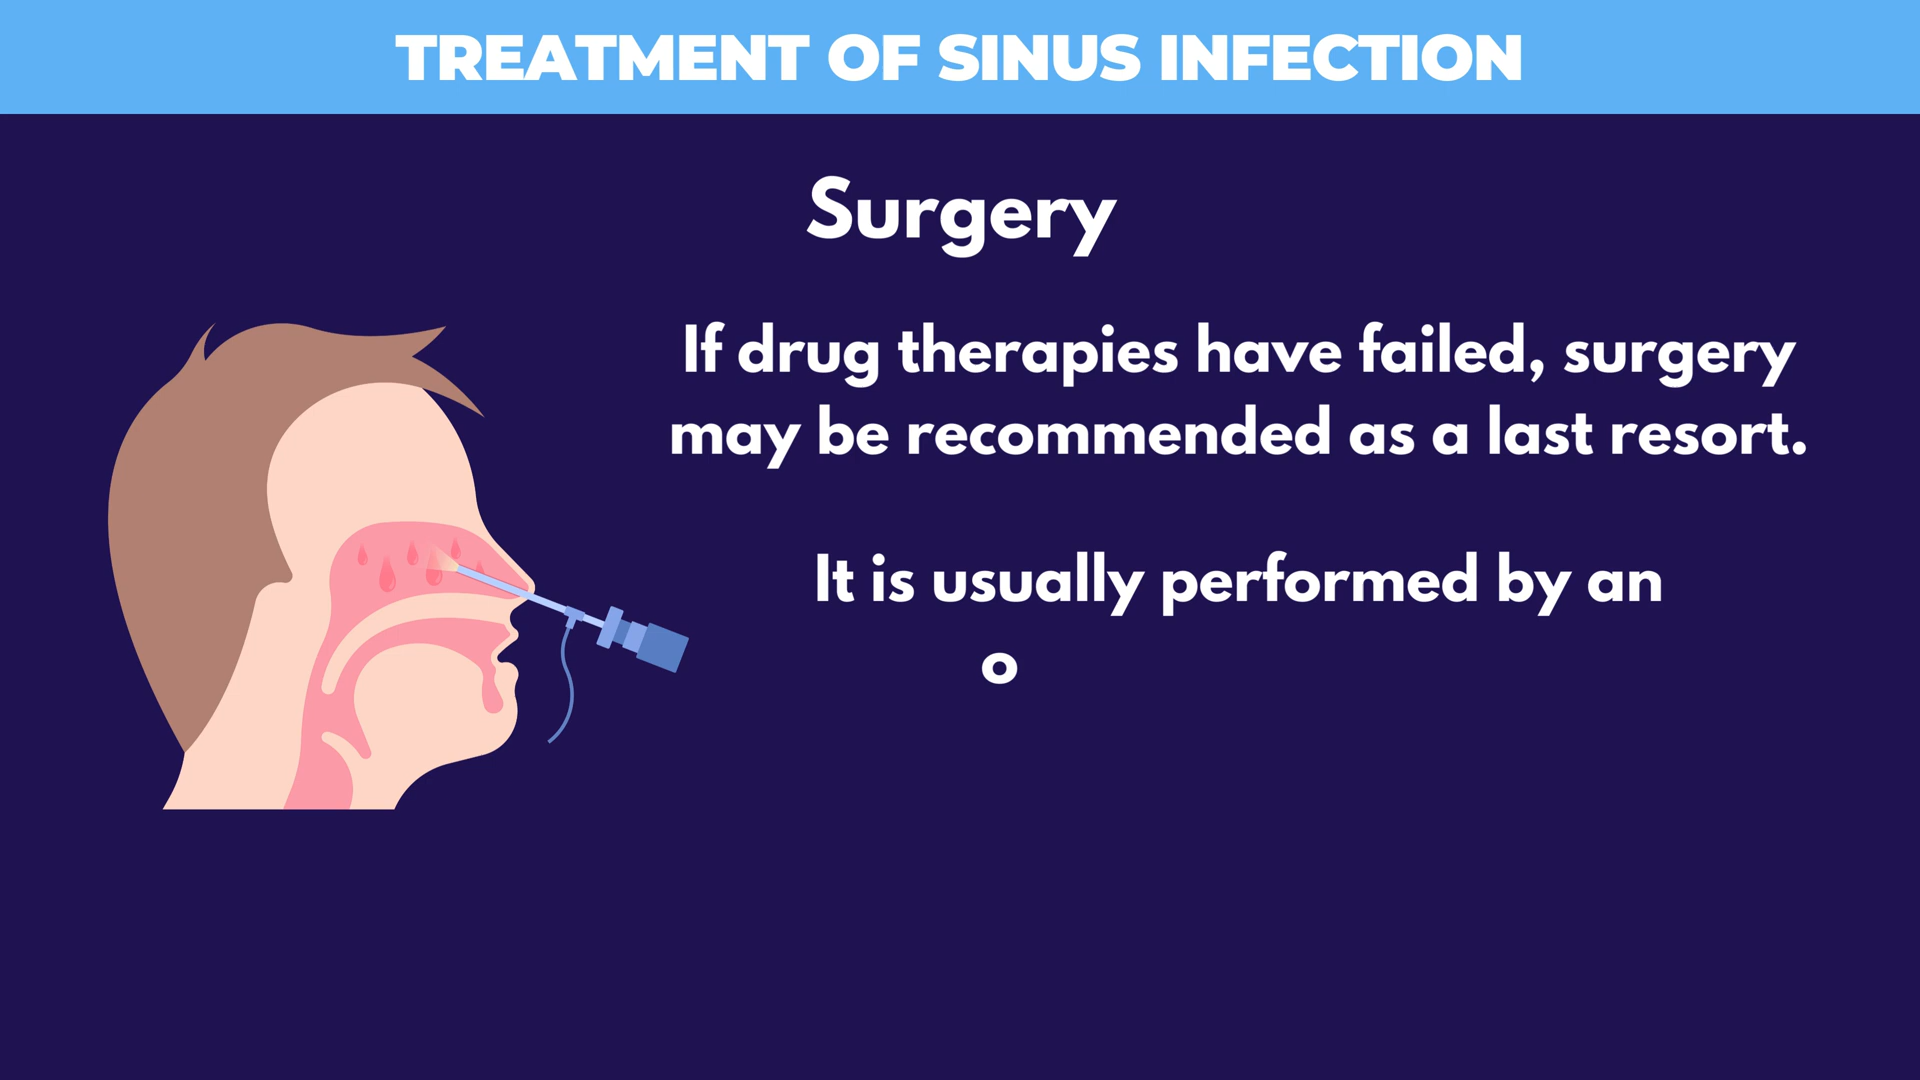 TREATMENT OF SINUS INFECTION
Surgery
If drug therapies have failed, surgery
may be recommended as a last resort.
It is usually performed by an
o